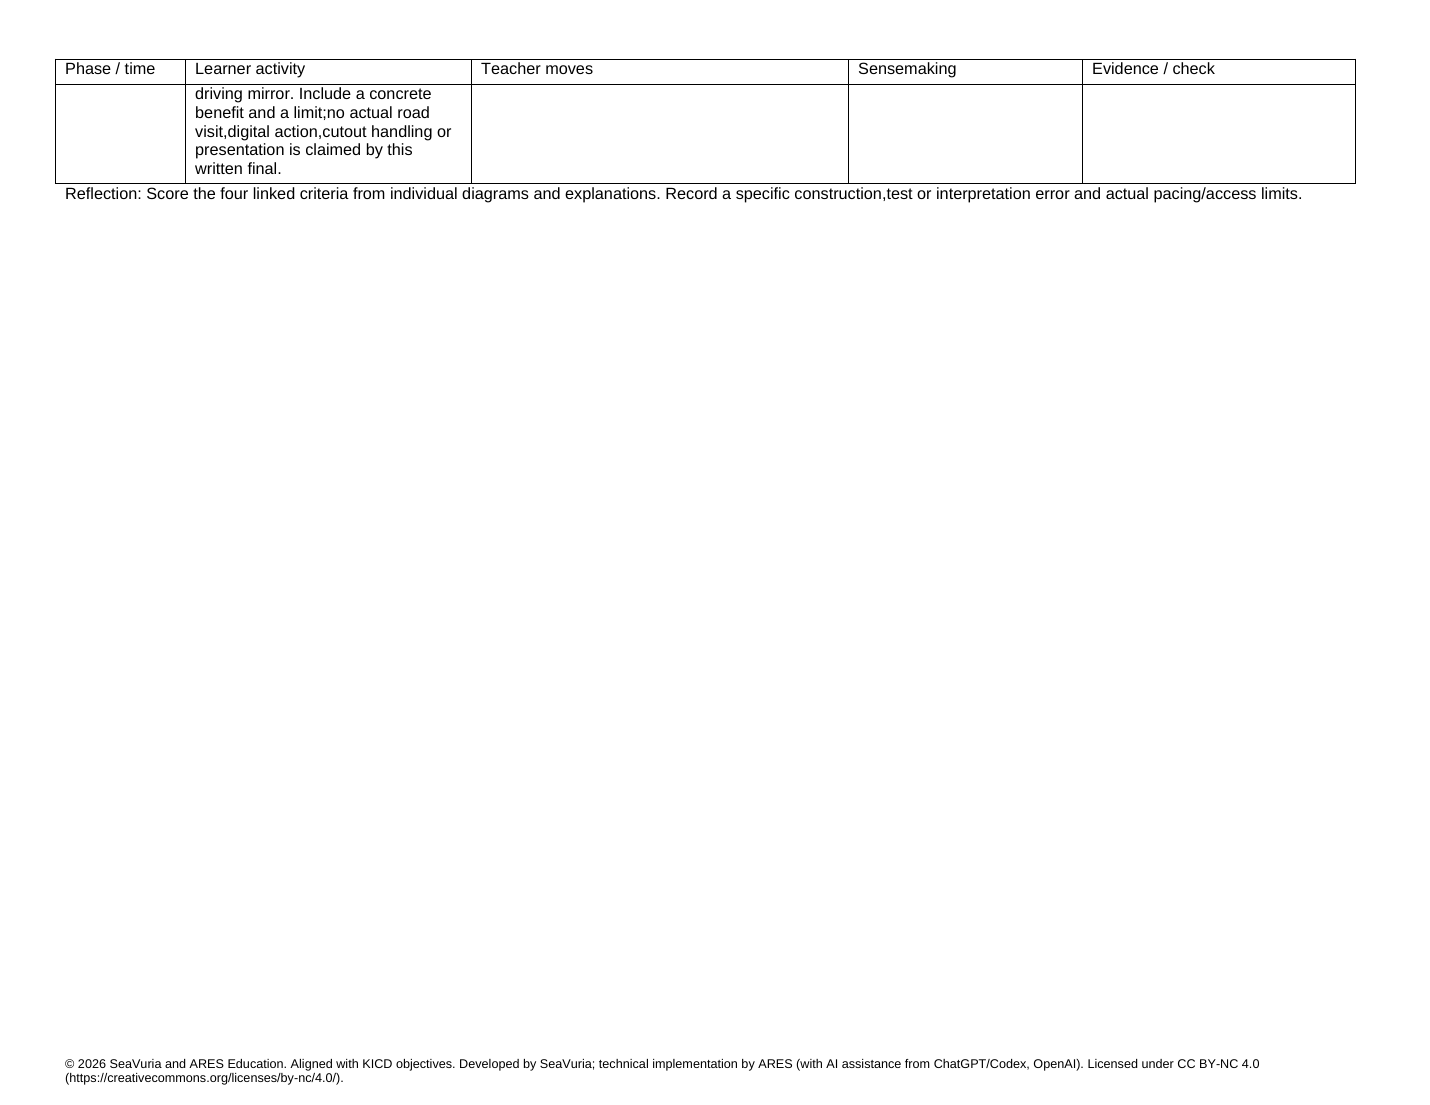 Phase / time Learner activity Teacher moves Sensemaking Evidence / check
driving mirror. Include a concrete
benefit and a limit;no actual road
visit,digital action,cutout handling or
presentation is claimed by this
written final.
Reflection: Score the four linked criteria from individual diagrams and explanations. Record a specific construction,test or interpretation error and actual pacing/access limits.
© 2026 SeaVuria and ARES Education. Aligned with KICD objectives. Developed by SeaVuria; technical implementation by ARES (with AI assistance from ChatGPT/Codex, OpenAI). Licensed under CC BY-NC 4.0
(https://creativecommons.org/licenses/by-nc/4.0/).